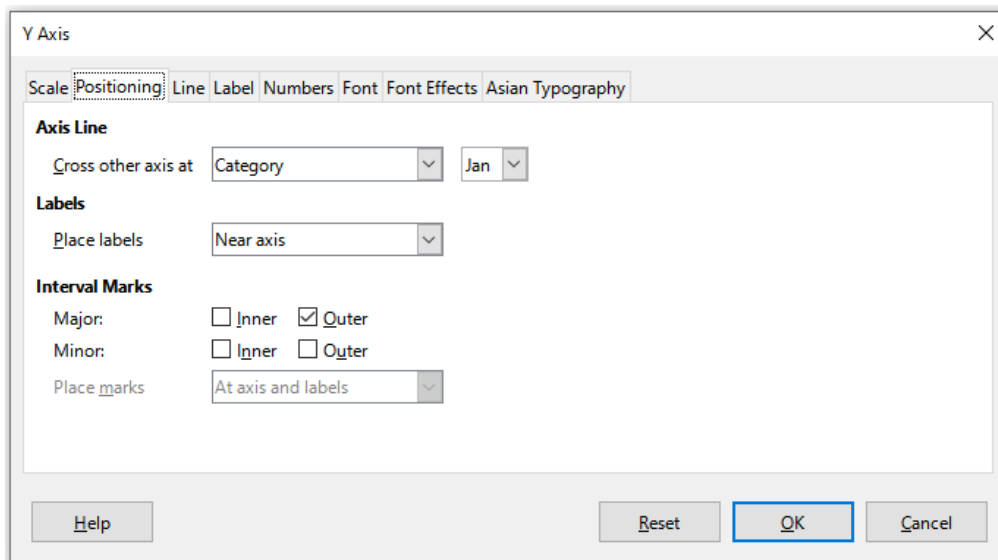 Y Axis
Scale Positioning Line Label Numbers Font Font Effects Asian Typography
Axis Line
Cross other axis at Category Jan
Labels
Place labels Near axis
Interval Marks
Major: Inner Outer
Minor: Inner Outer
Place marks At axis and labels
Help Reset OK Cancel